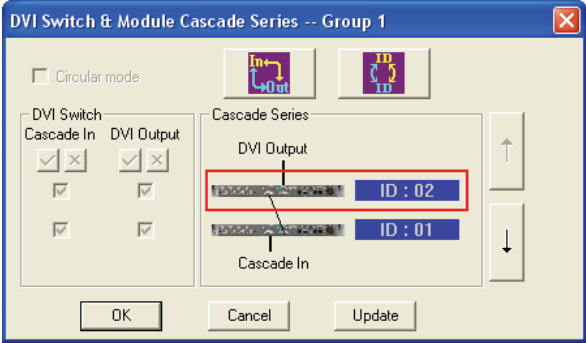 DVI Switch & Module Cascade Series -- Group 1
Circular mode
In
Out
ID
ID
DVI Switch
Cascade In DVI Output
Cascade Series
DVI Output
ID : 02
ID : 01
Cascade In
OK Cancel Update